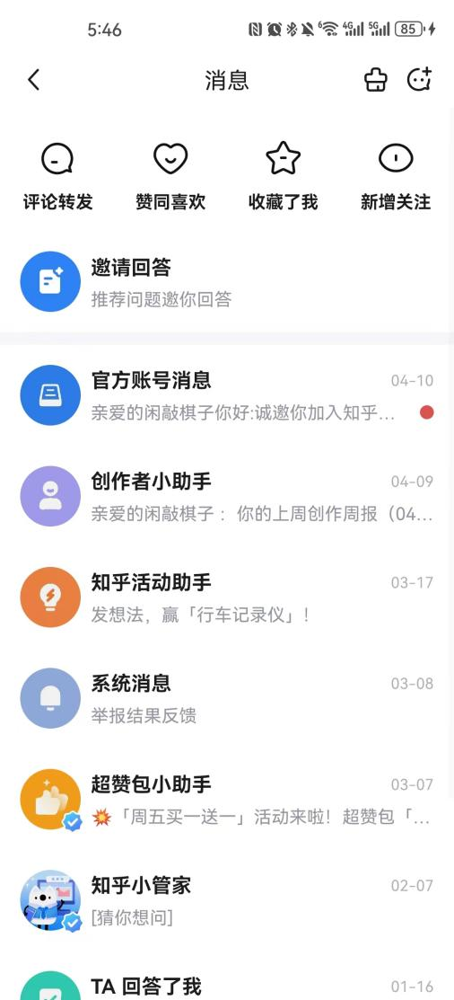 5:46
6 4G 5G 85
消息
评论转发 赞同喜欢 收藏了我 新增关注
邀请回答
推荐问题邀你回答
官方账号消息 04-10
亲爱的闲敲棋子你好:诚邀你加入知乎...
创作者小助手 04-09
亲爱的闲敲棋子 ：你的上周创作周报（04...
知乎活动助手 03-17
发想法，赢「行车记录仪」！
系统消息 03-08
举报结果反馈
超赞包小助手 03-07
💥「周五买一送一」活动来啦！超赞包「...
知乎小管家 02-07
[猜你想问]
TA 回答了我 01-16